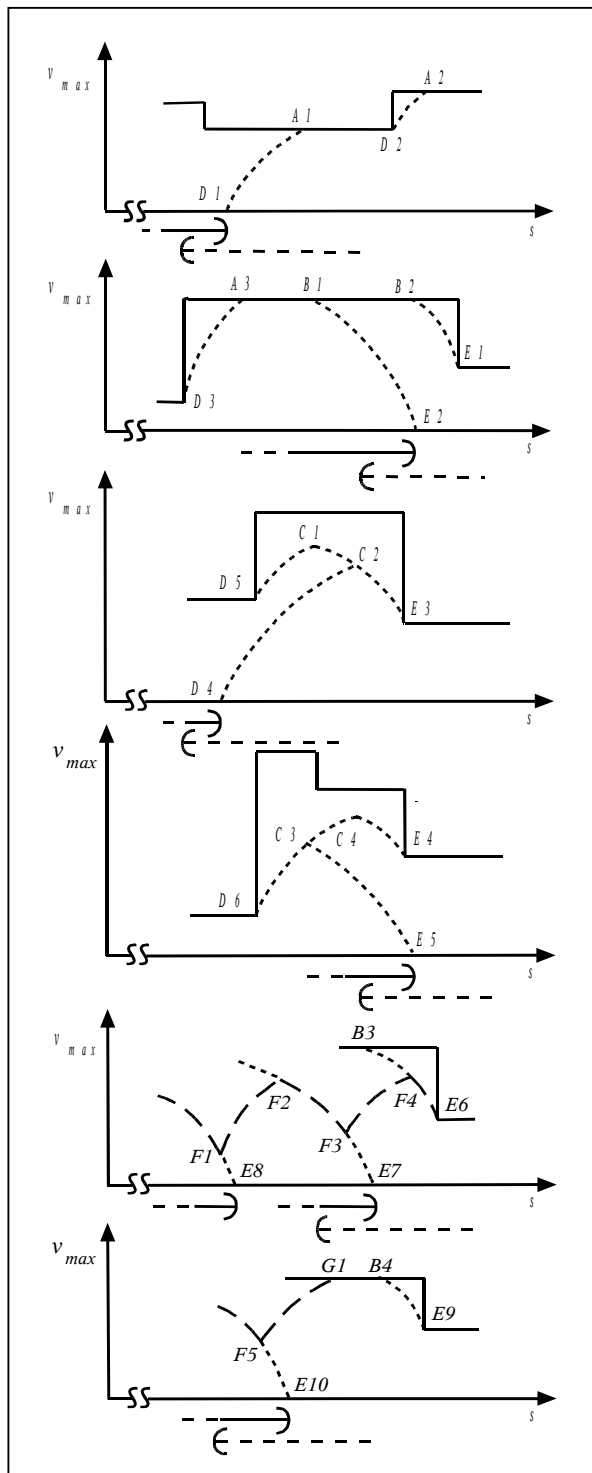 v max
A 1
A 2
D 2
D 1
s
v max
A 3
B 1
B 2
E 1
D 3
E 2
s
v max
C 1
C 2
D 5
E 3
D 4
s
v max
C 3
C 4
E 4
D 6
E 5
s
v max
B3
F2
F4
E6
F1
F3
E8
E7
s
v max
G1
B4
E9
F5
E10
s